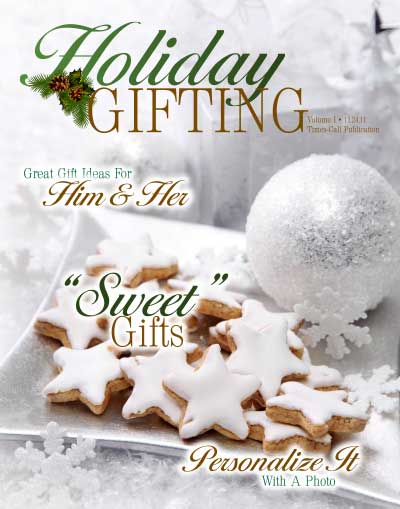 Holiday
GIFTING
Volume I • 11.24.11
Times-Call Publication
Great Gift Ideas For
Him & Her
“Sweet”
Gifts
Personalize It
With A Photo